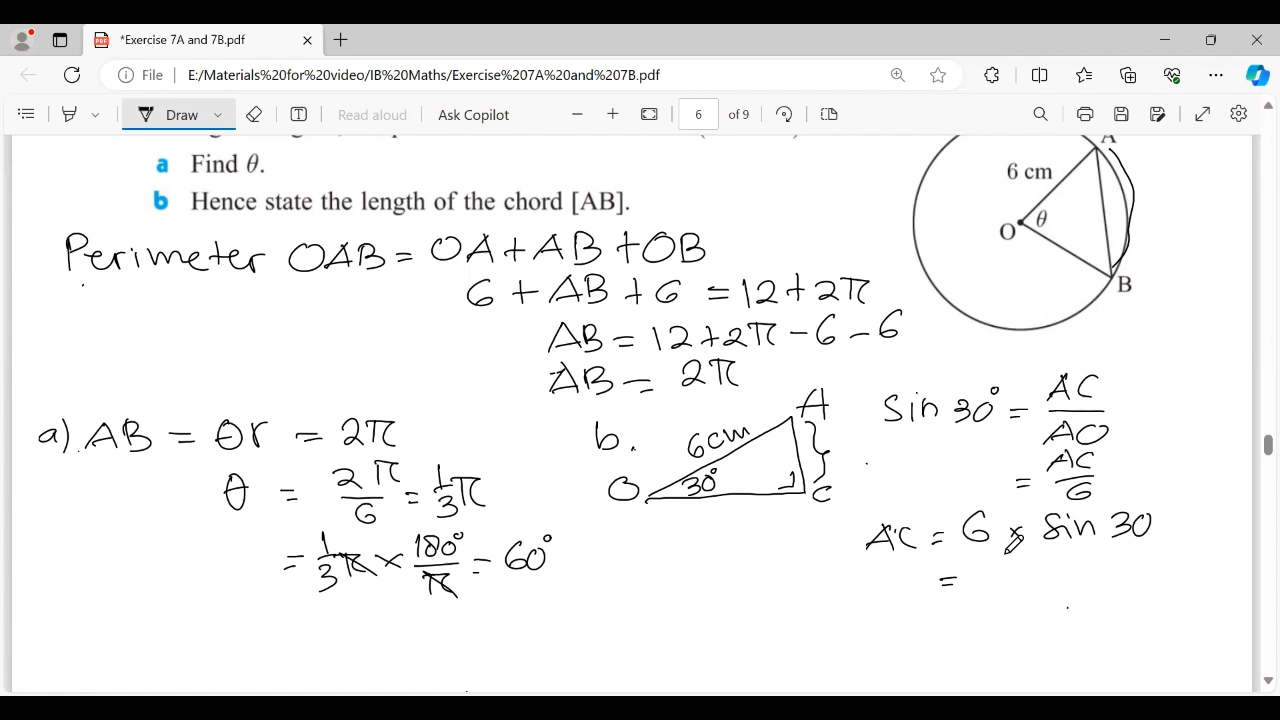 *Exercise 7A and 7B.pdf
File E:/Materials%20for%20video/IB%20Maths/Exercise%207A%20and%207B.pdf
Draw Read aloud Ask Copilot 6 of 9
a Find θ.
b Hence state the length of the chord [AB].
A
6 cm
O θ
B
Perimeter OAB = OA + AB + OB
6 + AB + 6 = 12 + 2π
AB = 12 + 2π - 6 - 6
AB = 2π
a). AB = θr = 2π
θ = 2π/6 = 1/3 π
= 1/3 π × 180°/π = 60°
b.
A
6cm
O 30° C
Sin 30° = AC/AO
= AC/6
AC = 6 × Sin 30
=